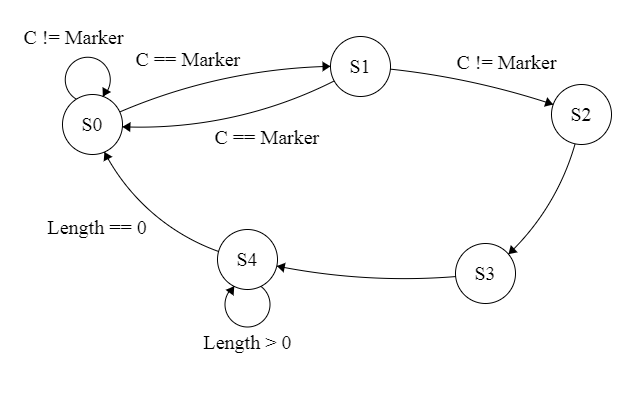 C != Marker
C == Marker
S1
C != Marker
S0
S2
C == Marker
Length == 0
S4
S3
Length > 0